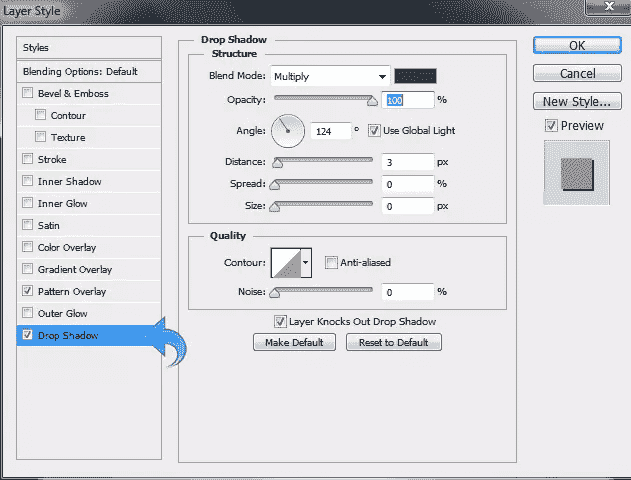 Layer Style
x
Styles
Blending Options: Default
Bevel & Emboss
Contour
Texture
Stroke
Inner Shadow
Inner Glow
Satin
Color Overlay
Gradient Overlay
Pattern Overlay
Outer Glow
Drop Shadow
Drop Shadow
Structure
Blend Mode: Multiply
Opacity: 100 %
Angle: 124 ° Use Global Light
Distance: 3 px
Spread: 0 %
Size: 0 px
Quality
Contour: Anti-aliased
Noise: 0 %
Layer Knocks Out Drop Shadow
Make Default Reset to Default
OK
Cancel
New Style...
Preview